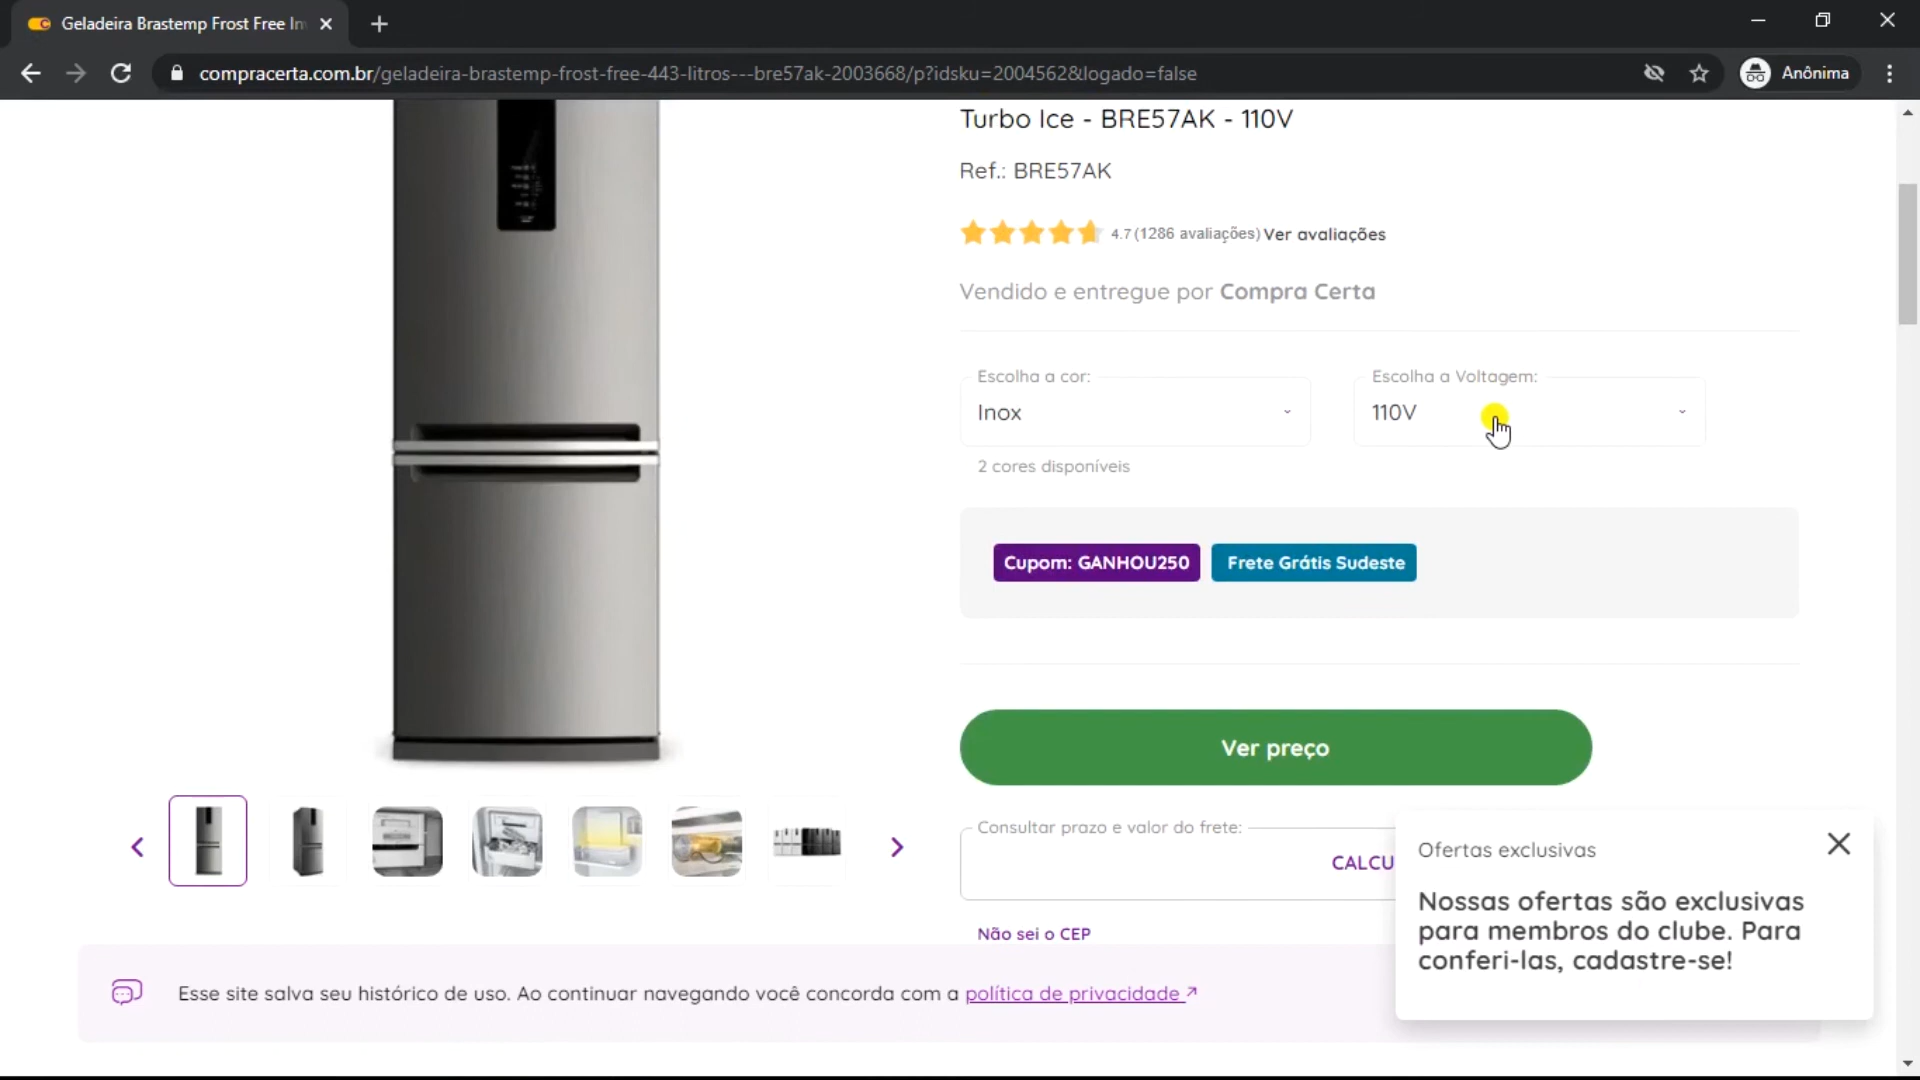 Geladeira Brastemp Frost Free In
compracerta.com.br/geladeira-brastemp-frost-free-443-litros---bre57ak-2003668/p?idsku=2004562&logado=false
Anônima
Turbo Ice - BRE57AK - 110V
Ref.: BRE57AK
4.7 (1286 avaliações) Ver avaliações
Vendido e entregue por Compra Certa
Escolha a cor:
Inox
Escolha a Voltagem:
110V
2 cores disponíveis
Cupom: GANHOU250
Frete Grátis Sudeste
Ver preço
Consultar prazo e valor do frete:
CALCU
Não sei o CEP
Ofertas exclusivas
Nossas ofertas são exclusivas
para membros do clube. Para
conferi-las, cadastre-se!
Esse site salva seu histórico de uso. Ao continuar navegando você concorda com a política de privacidade